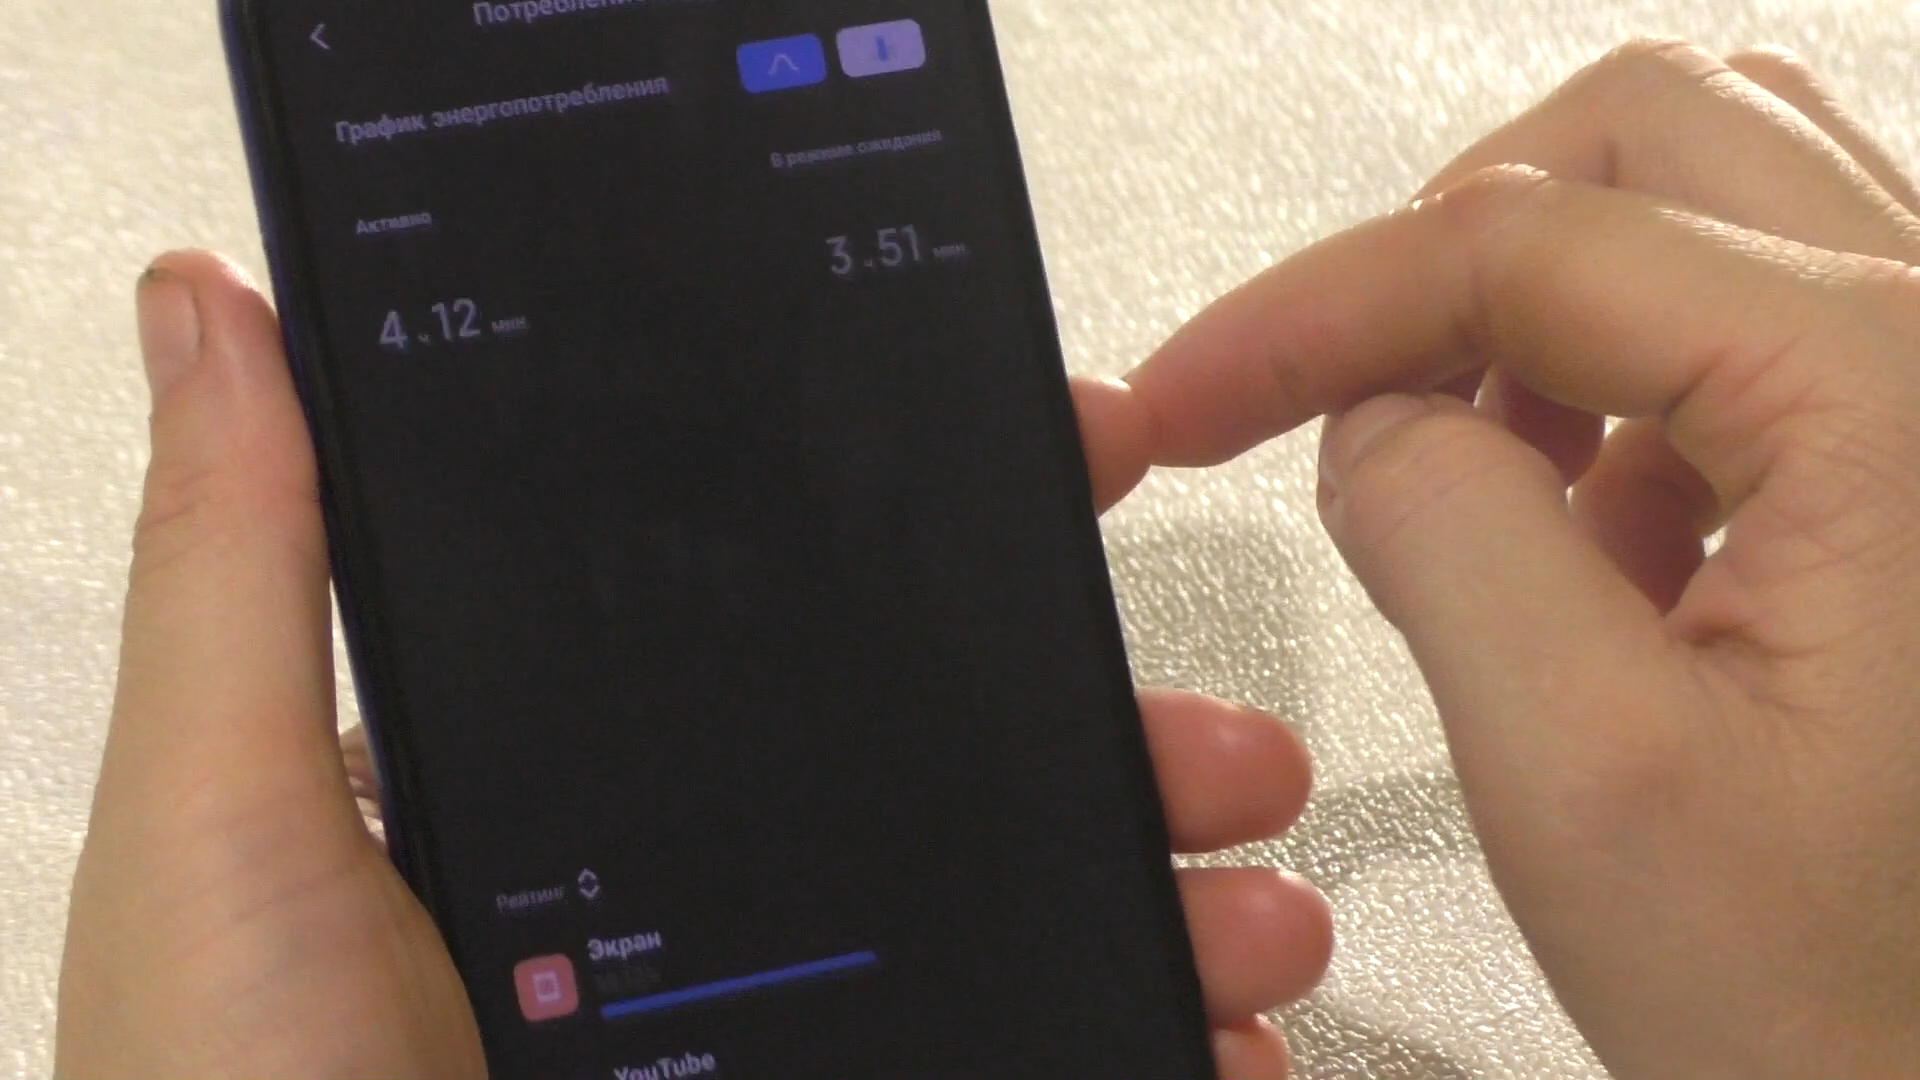 График энергопотребления
В режиме ожидания
Активно
3 ч 51 мин.
4 ч 12 мин.
Рейтинг
Экран
YouTube